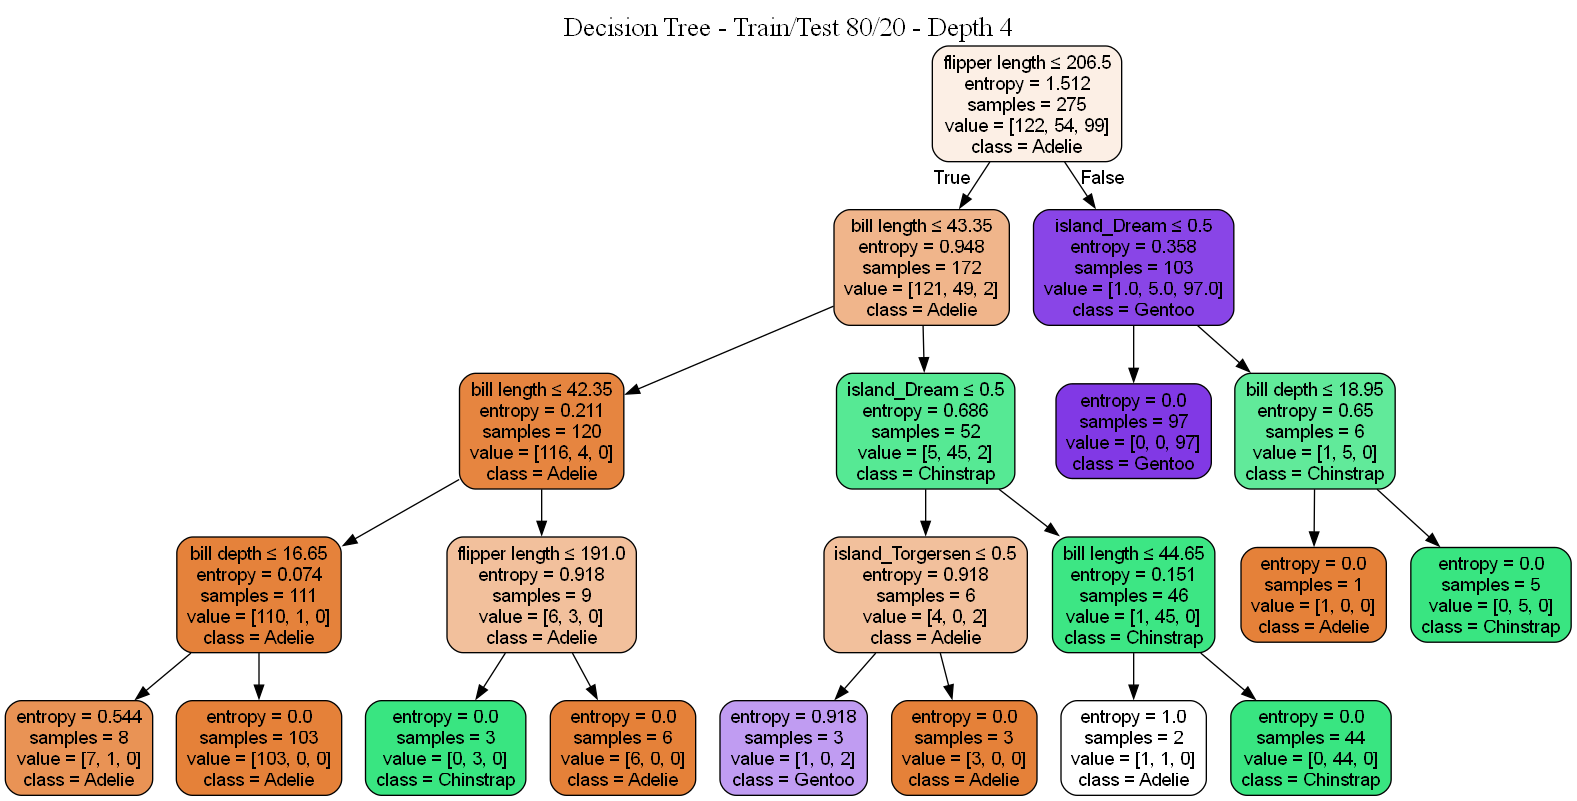 Decision Tree - Train/Test 80/20 - Depth 4
flipper length ≤ 206.5
entropy = 1.512
samples = 275
value = [122, 54, 99]
class = Adelie
True
False
bill length ≤ 43.35
entropy = 0.948
samples = 172
value = [121, 49, 2]
class = Adelie
island_Dream ≤ 0.5
entropy = 0.358
samples = 103
value = [1.0, 5.0, 97.0]
class = Gentoo
bill length ≤ 42.35
entropy = 0.211
samples = 120
value = [116, 4, 0]
class = Adelie
island_Dream ≤ 0.5
entropy = 0.686
samples = 52
value = [5, 45, 2]
class = Chinstrap
entropy = 0.0
samples = 97
value = [0, 0, 97]
class = Gentoo
bill depth ≤ 18.95
entropy = 0.65
samples = 6
value = [1, 5, 0]
class = Chinstrap
bill depth ≤ 16.65
entropy = 0.074
samples = 111
value = [110, 1, 0]
class = Adelie
flipper length ≤ 191.0
entropy = 0.918
samples = 9
value = [6, 3, 0]
class = Adelie
island_Torgersen ≤ 0.5
entropy = 0.918
samples = 6
value = [4, 0, 2]
class = Adelie
bill length ≤ 44.65
entropy = 0.151
samples = 46
value = [1, 45, 0]
class = Chinstrap
entropy = 0.0
samples = 1
value = [1, 0, 0]
class = Adelie
entropy = 0.0
samples = 5
value = [0, 5, 0]
class = Chinstrap
entropy = 0.544
samples = 8
value = [7, 1, 0]
class = Adelie
entropy = 0.0
samples = 103
value = [103, 0, 0]
class = Adelie
entropy = 0.0
samples = 3
value = [0, 3, 0]
class = Chinstrap
entropy = 0.0
samples = 6
value = [6, 0, 0]
class = Adelie
entropy = 0.918
samples = 3
value = [1, 0, 2]
class = Gentoo
entropy = 0.0
samples = 3
value = [3, 0, 0]
class = Adelie
entropy = 1.0
samples = 2
value = [1, 1, 0]
class = Adelie
entropy = 0.0
samples = 44
value = [0, 44, 0]
class = Chinstrap